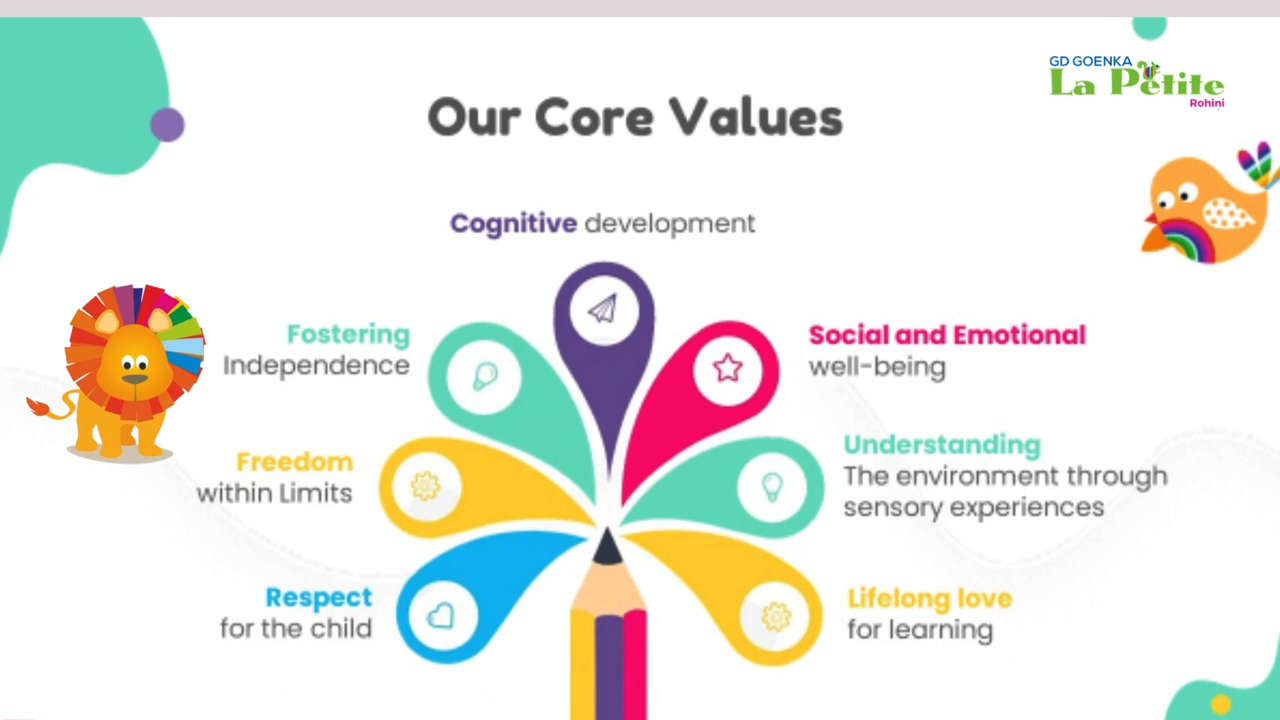 GD GOENKA
La Petite
Rohini
Our Core Values
Cognitive development
Fostering
Independence
Social and Emotional
well-being
Freedom
within Limits
Understanding
The environment through
sensory experiences
Respect
for the child
Lifelong love
for learning